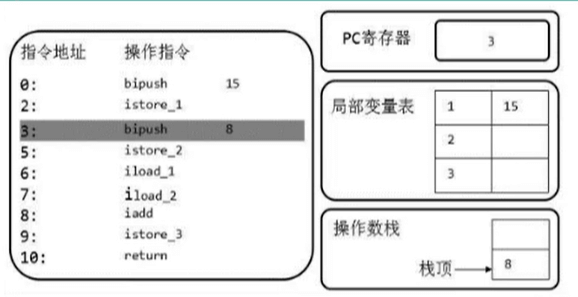 指令地址 操作指令
0: bipush 15
2: istore_1
3: bipush 8
5: istore_2
6: iload_1
7: iload_2
8: iadd
9: istore_3
10: return
PC寄存器 3
局部变量表 1 15
2
3
操作数栈
栈顶 8